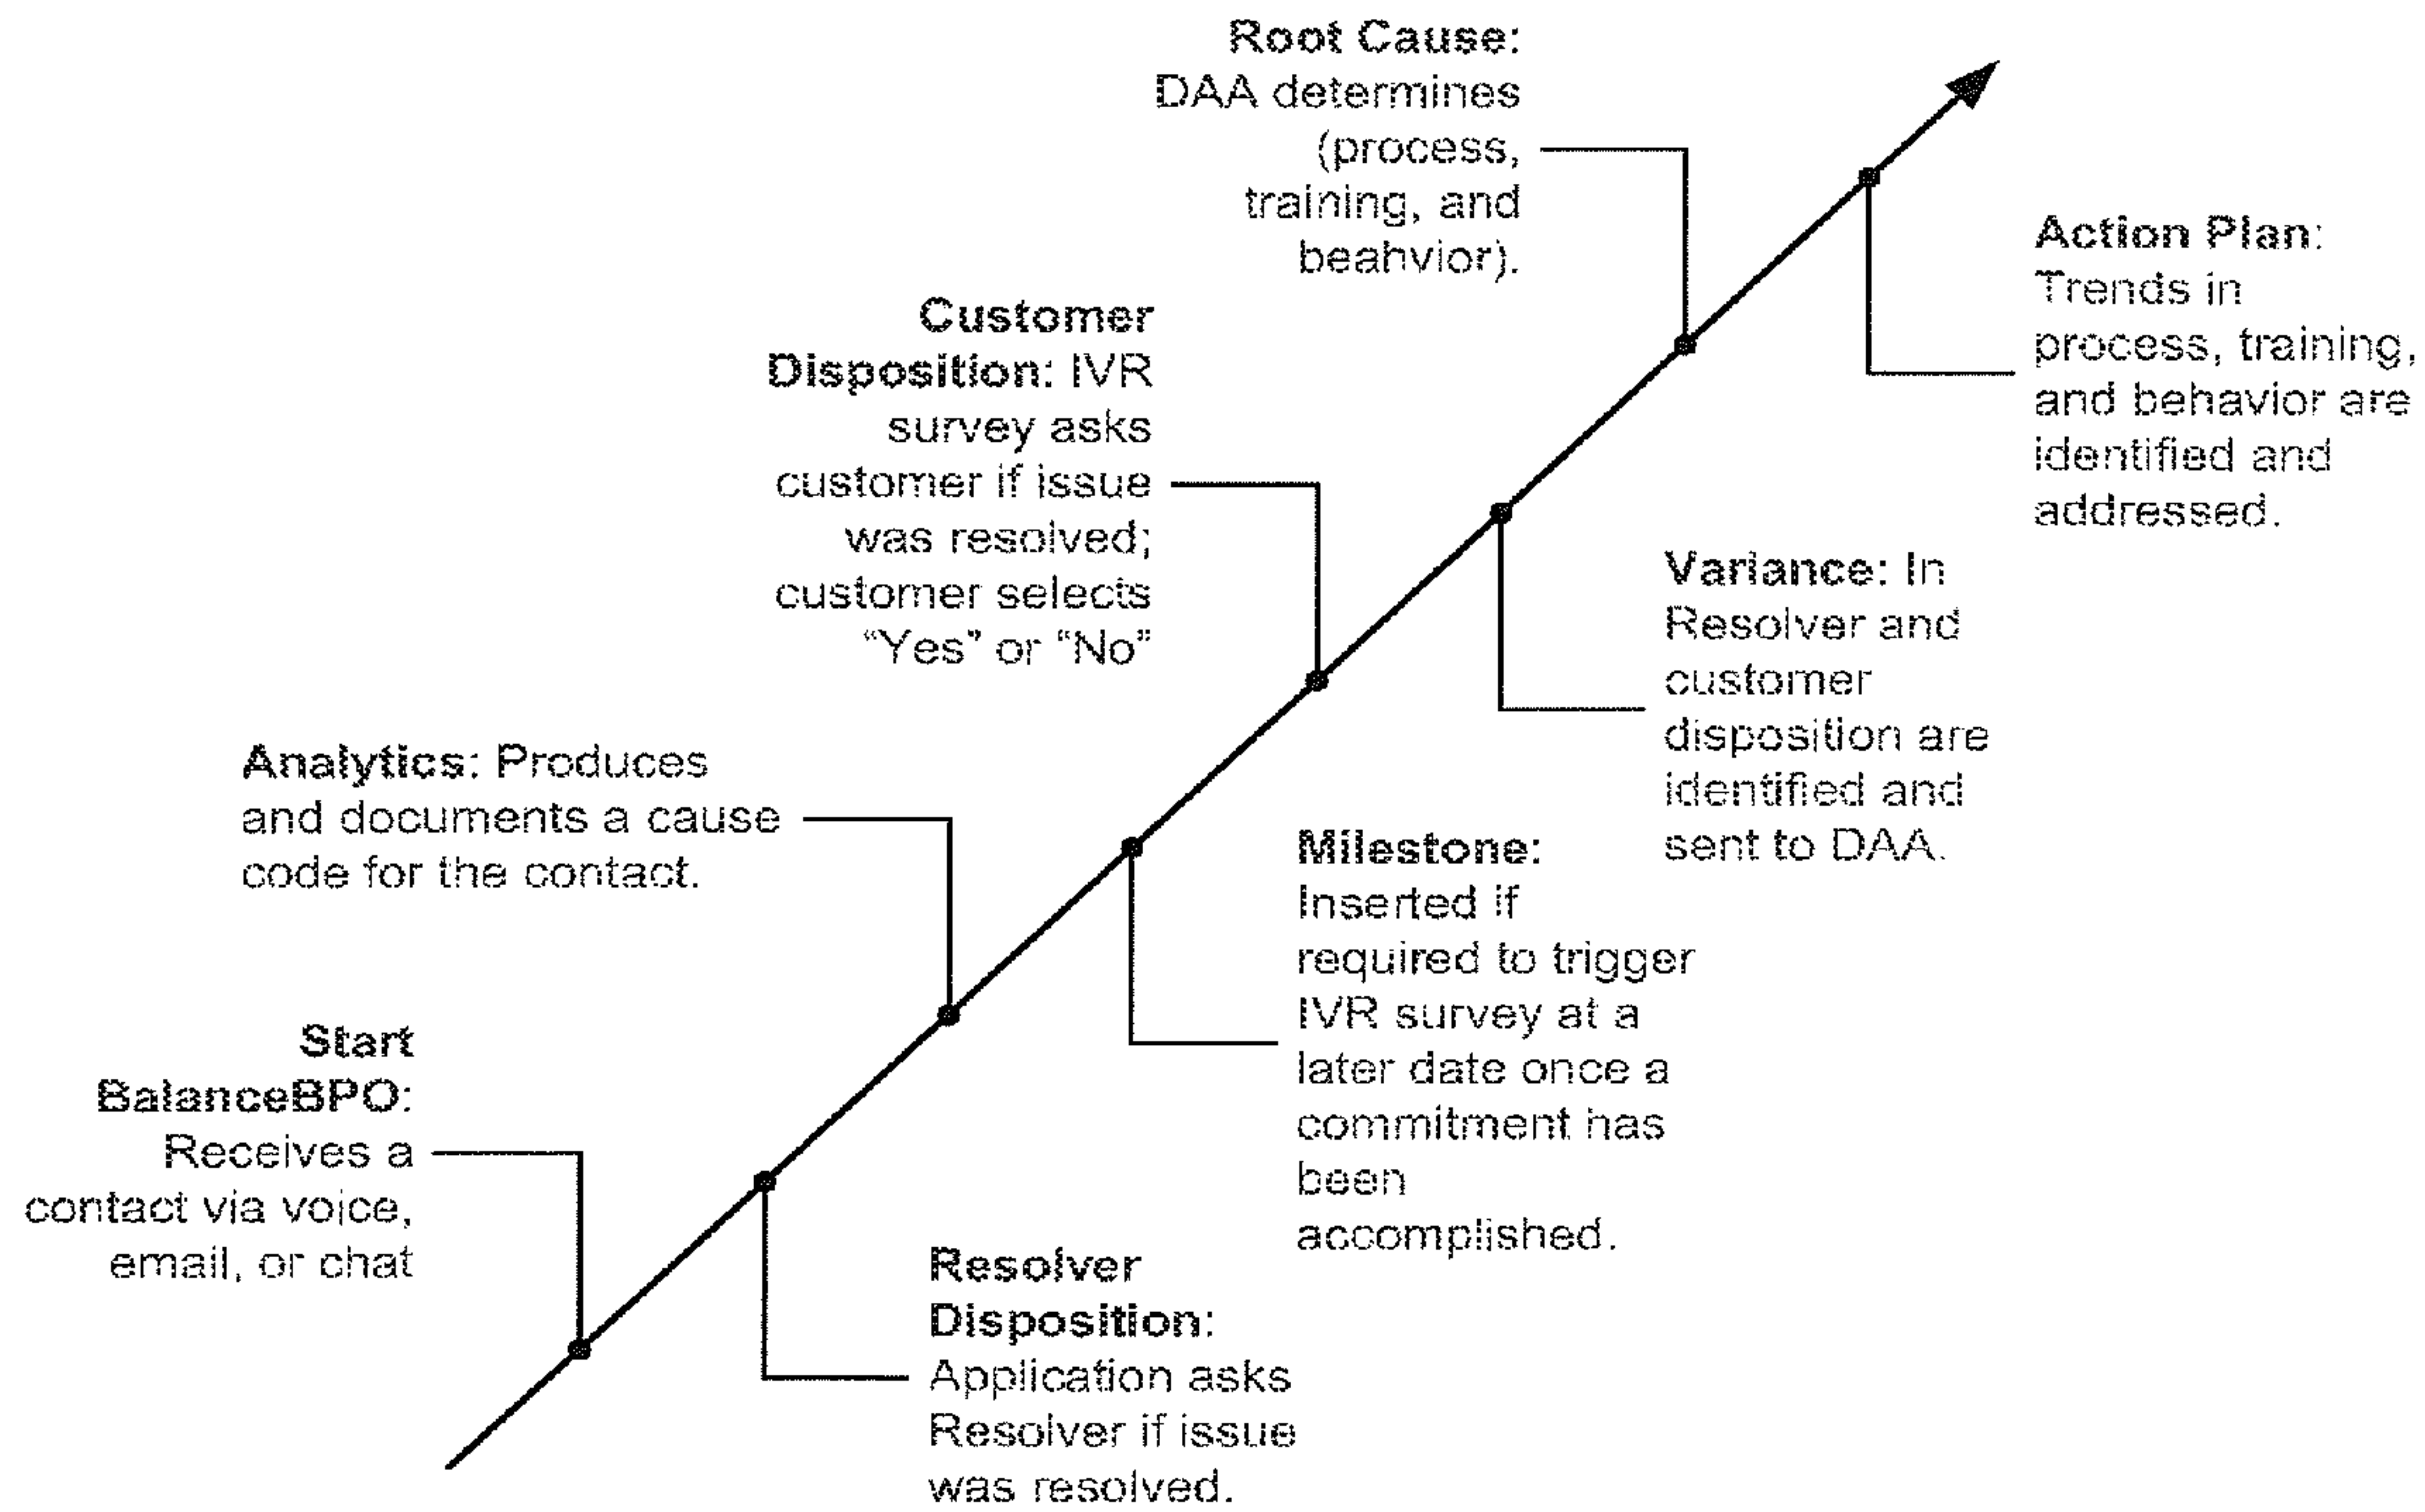 Root Cause:
DAA determines
(process,
training, and
beahvior).
Action Plan:
Trends in
process, training,
and behavior are
identified and
addressed.
Customer
Disposition: IVR
survey asks
customer if issue
was resolved;
customer selects
“Yes” or “No”
Variance: In
Resolver and
customer
disposition are
identified and
sent to DAA.
Analytics: Produces
and documents a cause
code for the contact.
Milestone:
Inserted if
required to trigger
IVR survey at a
later date once a
commitment has
been
accomplished.
Start
BalanceBPO:
Receives a
contact via voice,
email, or chat
Resolver
Disposition:
Application asks
Resolver if issue
was resolved.